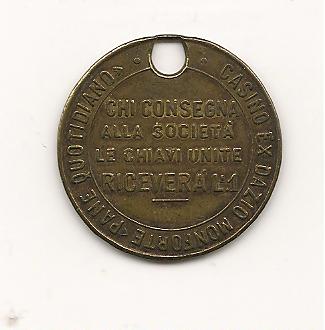 CASINO EX DAZIO MONFORTE «PANE QUOTIDIANO»
CHI CONSEGNA
ALLA SOCIETÀ
LE CHIAVI UNITE
RICEVERÀ L.1